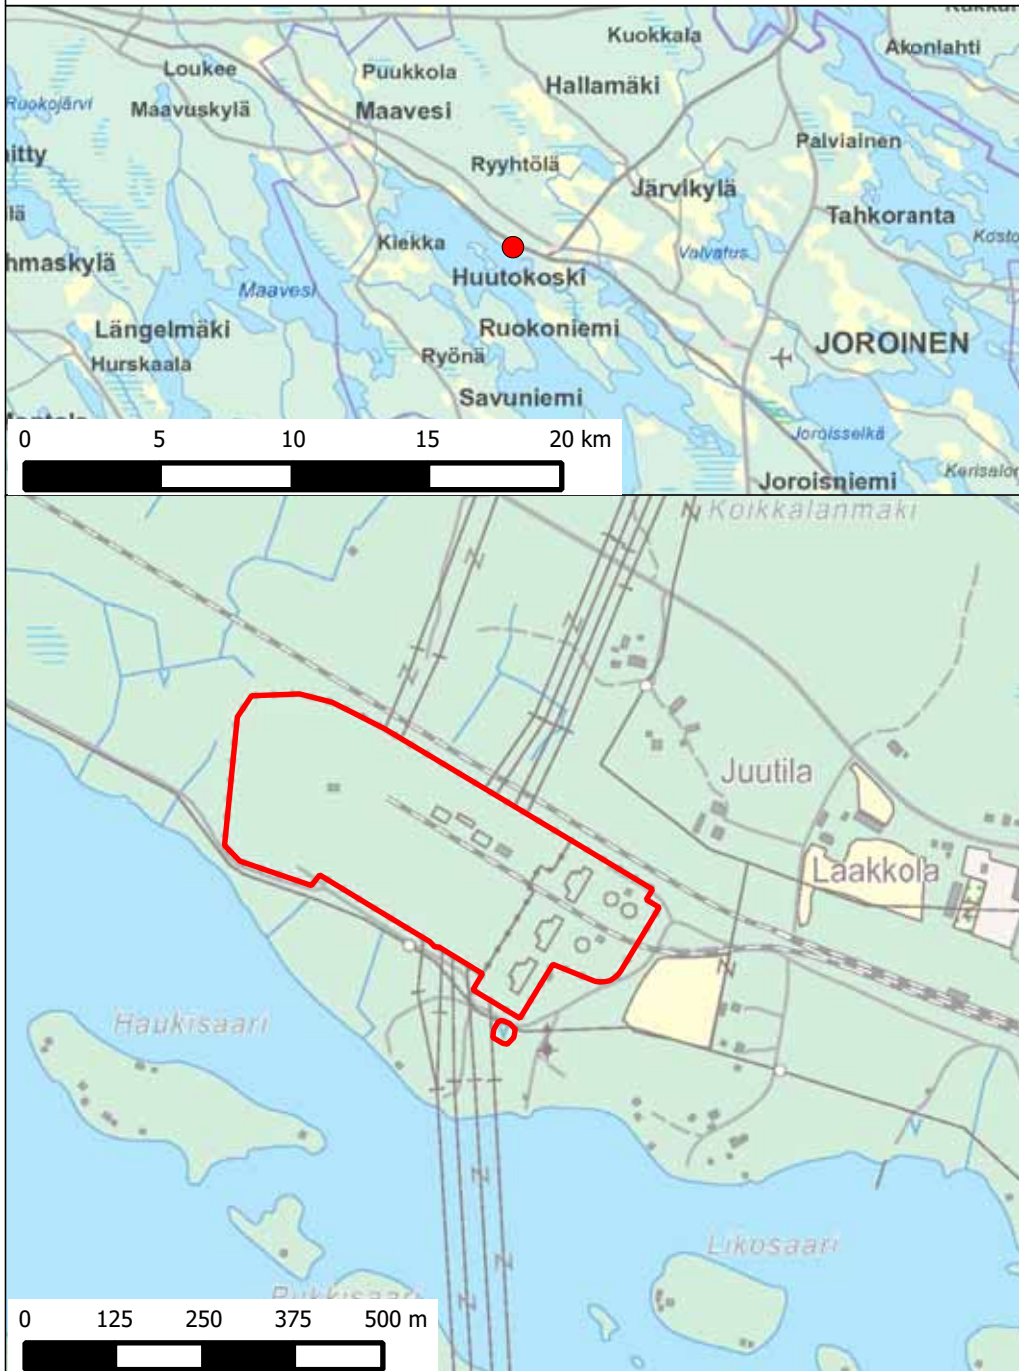 Kuokkala
Akonlahti
Loukee
Puukkola
Hallamäki
Ruokojärvi
Maavuskylä
Maavesi
Palviainen
Ryyhtölä
Järvikylä
Tahkoranta
Kiekka
Valvatus
Huutokoski
Maavesi
Längelmäki
Ruokoniemi
JOROINEN
Hurskaala
Ryönä
Savuniemi
Joroisselkä
Joroisniemi
0 5 10 15 20 km
Koikkalanmäki
Juutila
Laakkola
Haukisaari
Likosaari
Pukkisaari
0 125 250 375 500 m